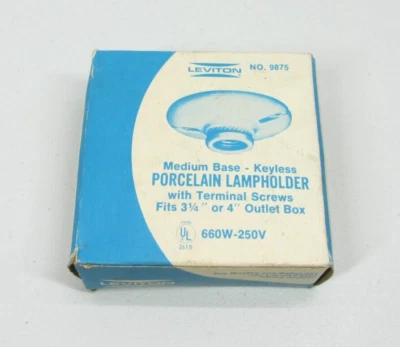 LEVITON
NO. 9875
Medium Base - Keyless
PORCELAIN LAMPHOLDER
with Terminal Screws
Fits 3¼" or 4" Outlet Box
UL
660W-250V
LEVITON